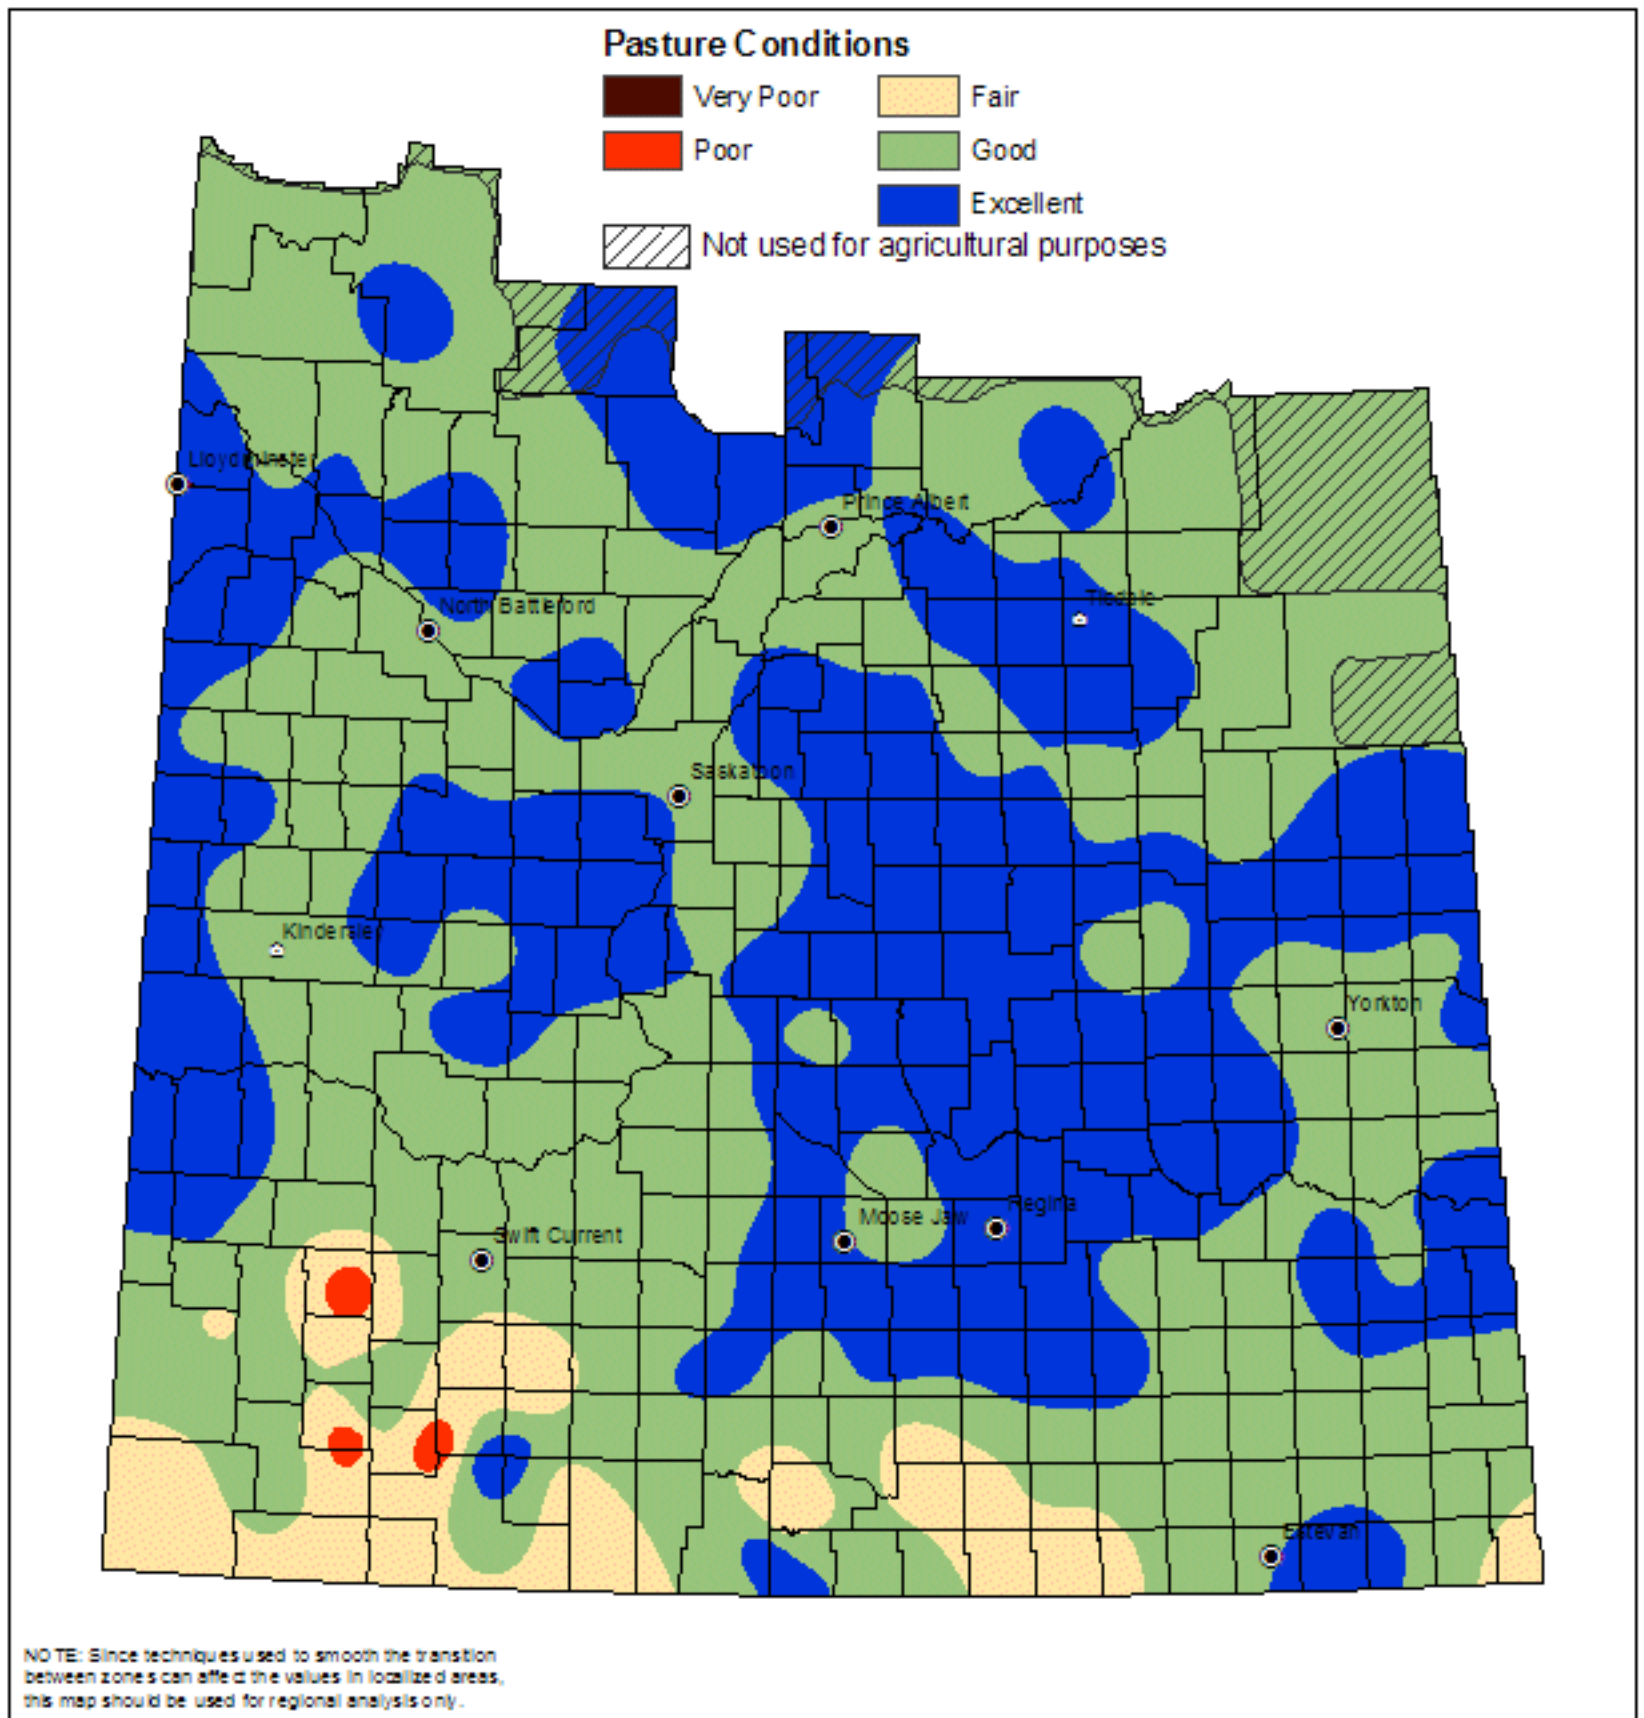 Pasture Conditions
Very Poor
Fair
Poor
Good
Excellent
Not used for agricultural purposes
Lloydminster
Prince Albert
North Battleford
Tisdale
Saskatoon
Kindersley
Yorkton
Regina
Moose Jaw
Swift Current
Estevan
NOTE: Since techniques used to smooth the transition
between zones can affect the values in localized areas,
this map should be used for regional analysis only.